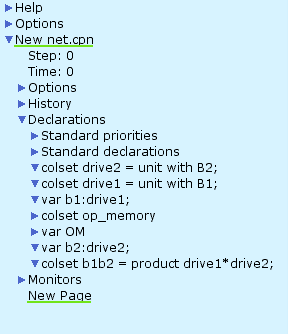 Help
Options
New net.cpn
Step: 0
Time: 0
Options
History
Declarations
Standard priorities
Standard declarations
colset drive2 = unit with B2;
colset drive1 = unit with B1;
var b1:drive1;
colset op_memory
var OM
var b2:drive2;
colset b1b2 = product drive1*drive2;
Monitors
New Page